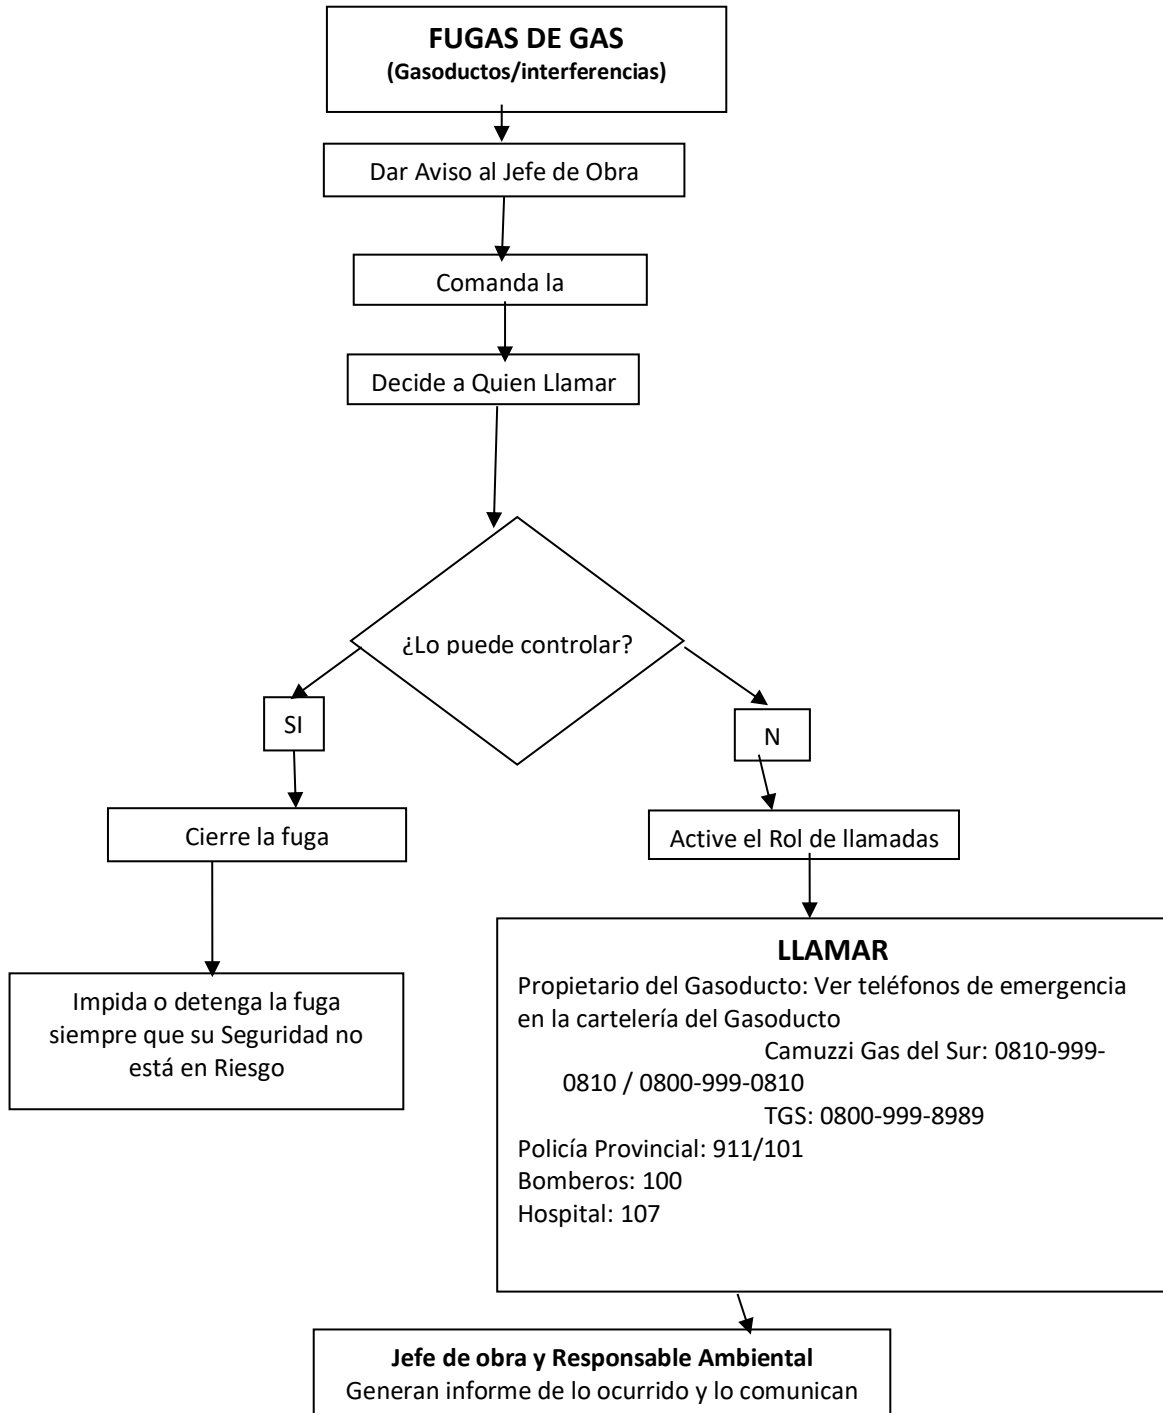 FUGAS DE GAS
(Gasoductos/interferencias)
Dar Aviso al Jefe de Obra
Comanda la
Decide a Quien Llamar
¿Lo puede controlar?
SI
N
Cierre la fuga
Active el Rol de llamadas
Impida o detenga la fuga
siempre que su Seguridad no
está en Riesgo
LLAMAR
Propietario del Gasoducto: Ver teléfonos de emergencia
en la cartelería del Gasoducto
Camuzzi Gas del Sur: 0810-999-
0810 / 0800-999-0810
TGS: 0800-999-8989
Policía Provincial: 911/101
Bomberos: 100
Hospital: 107
Jefe de obra y Responsable Ambiental
Generan informe de lo ocurrido y lo comunican